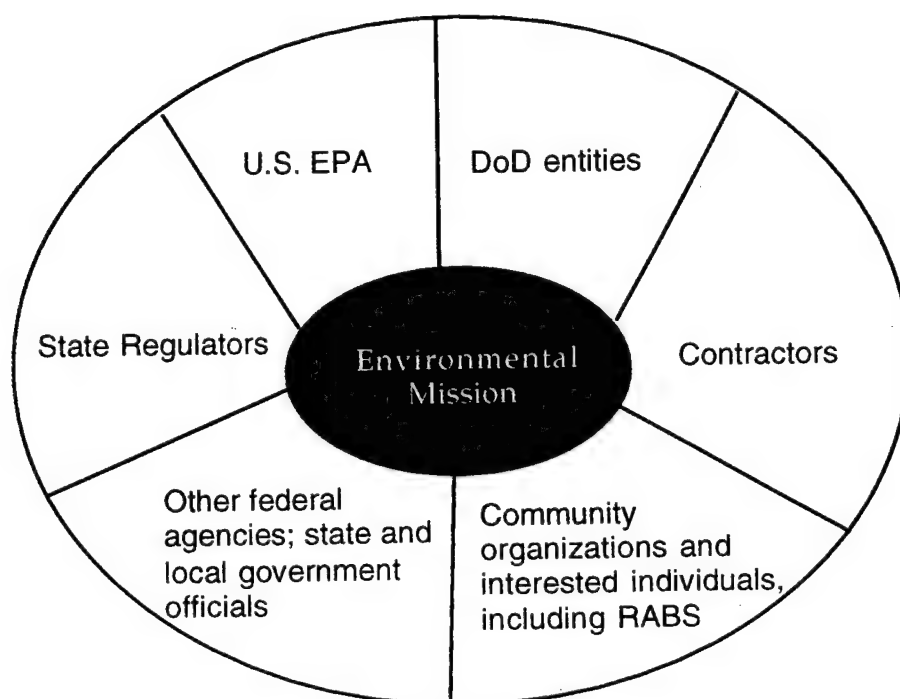 U.S. EPA
DoD entities
State Regulators
Environmental
Mission
Contractors
Other federal
agencies; state and
local government
officials
Community
organizations and
interested individuals,
including RABS